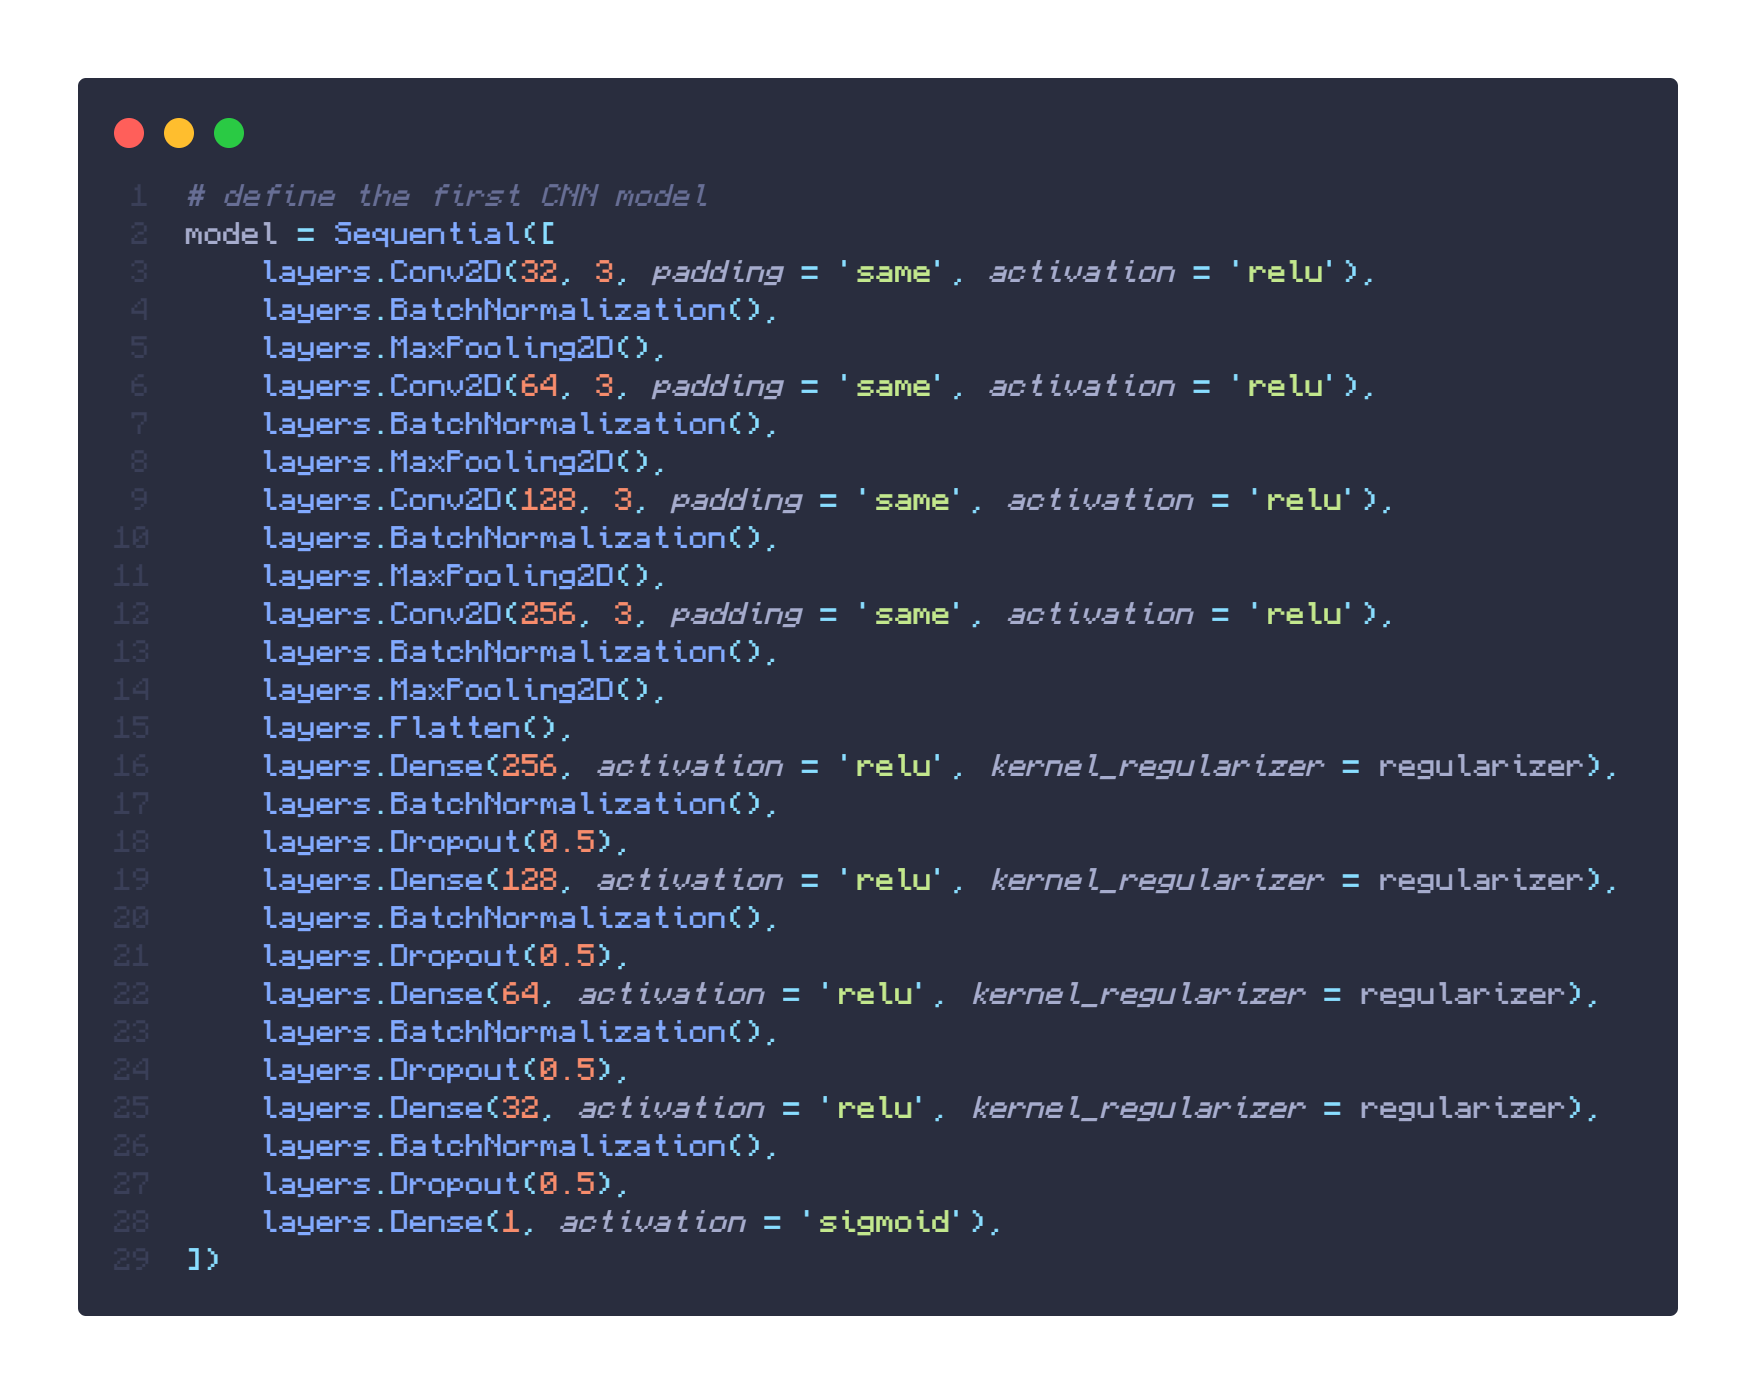 1 # define the first CNN model
2 model = Sequential([
3     layers.Conv2D(32, 3, padding = 'same', activation = 'relu'),
4     layers.BatchNormalization(),
5     layers.MaxPooling2D(),
6     layers.Conv2D(64, 3, padding = 'same', activation = 'relu'),
7     layers.BatchNormalization(),
8     layers.MaxPooling2D(),
9     layers.Conv2D(128, 3, padding = 'same', activation = 'relu'),
10     layers.BatchNormalization(),
11     layers.MaxPooling2D(),
12     layers.Conv2D(256, 3, padding = 'same', activation = 'relu'),
13     layers.BatchNormalization(),
14     layers.MaxPooling2D(),
15     layers.Flatten(),
16     layers.Dense(256, activation = 'relu', kernel_regularizer = regularizer),
17     layers.BatchNormalization(),
18     layers.Dropout(0.5),
19     layers.Dense(128, activation = 'relu', kernel_regularizer = regularizer),
20     layers.BatchNormalization(),
21     layers.Dropout(0.5),
22     layers.Dense(64, activation = 'relu', kernel_regularizer = regularizer),
23     layers.BatchNormalization(),
24     layers.Dropout(0.5),
25     layers.Dense(32, activation = 'relu', kernel_regularizer = regularizer),
26     layers.BatchNormalization(),
27     layers.Dropout(0.5),
28     layers.Dense(1, activation = 'sigmoid'),
29 ])